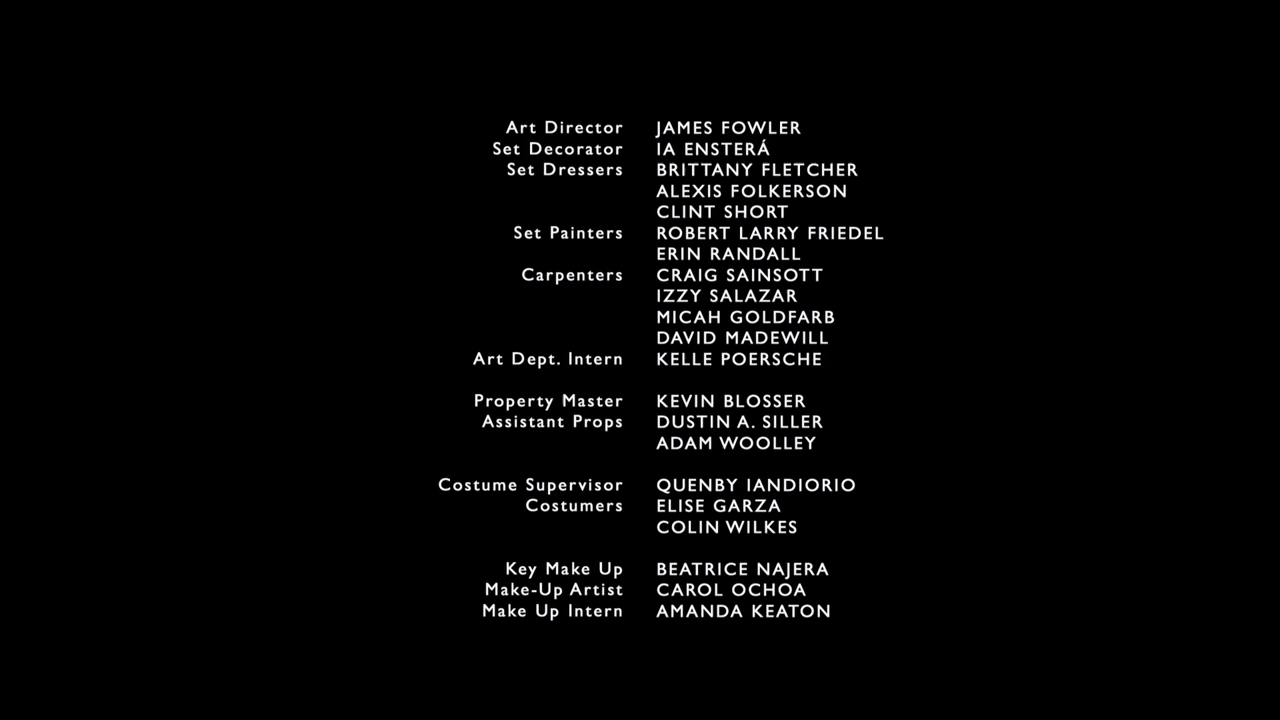 Art Director JAMES FOWLER
Set Decorator IA ENSTERÁ
Set Dressers BRITTANY FLETCHER
ALEXIS FOLKERSON
CLINT SHORT
Set Painters ROBERT LARRY FRIEDEL
ERIN RANDALL
Carpenters CRAIG SAINSOTT
IZZY SALAZAR
MICAH GOLDFARB
DAVID MADEWILL
Art Dept. Intern KELLE POERSCHE
Property Master KEVIN BLOSSER
Assistant Props DUSTIN A. SILLER
ADAM WOOLLEY
Costume Supervisor QUENBY IANDIORIO
Costumers ELISE GARZA
COLIN WILKES
Key Make Up BEATRICE NAJERA
Make-Up Artist CAROL OCHOA
Make Up Intern AMANDA KEATON